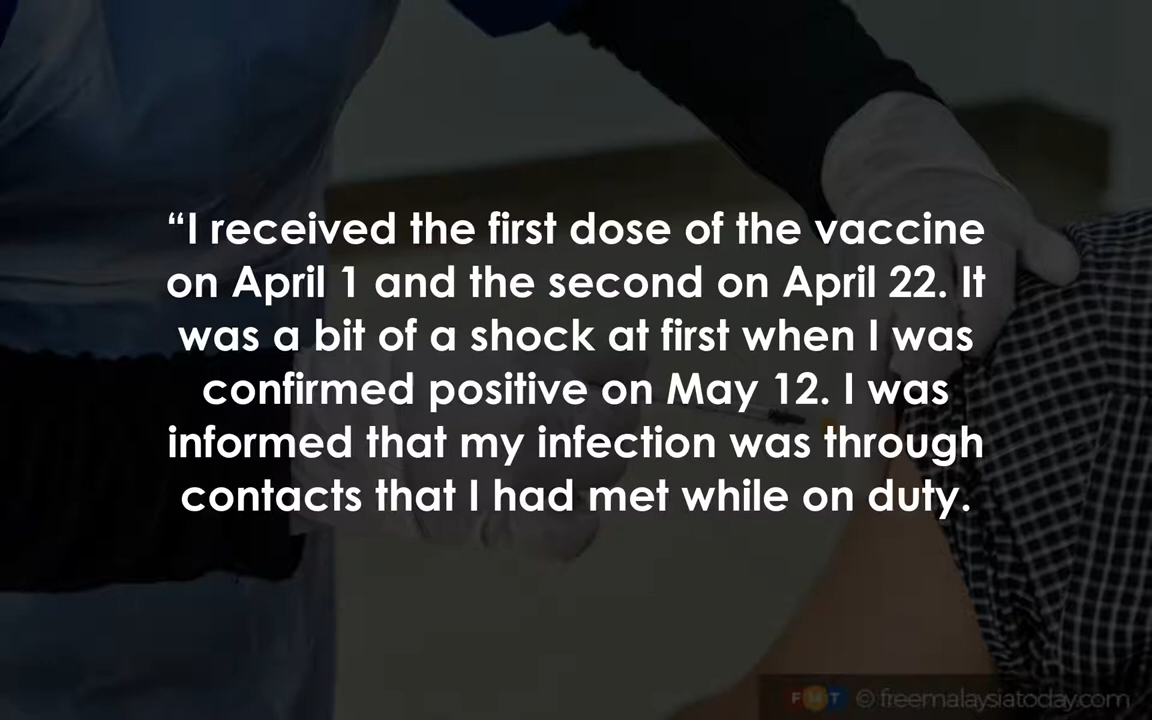 “I received the first dose of the vaccine
on April 1 and the second on April 22. It
was a bit of a shock at first when I was
confirmed positive on May 12. I was
informed that my infection was through
contacts that I had met while on duty.
FMT © freemalaysiatoday.com